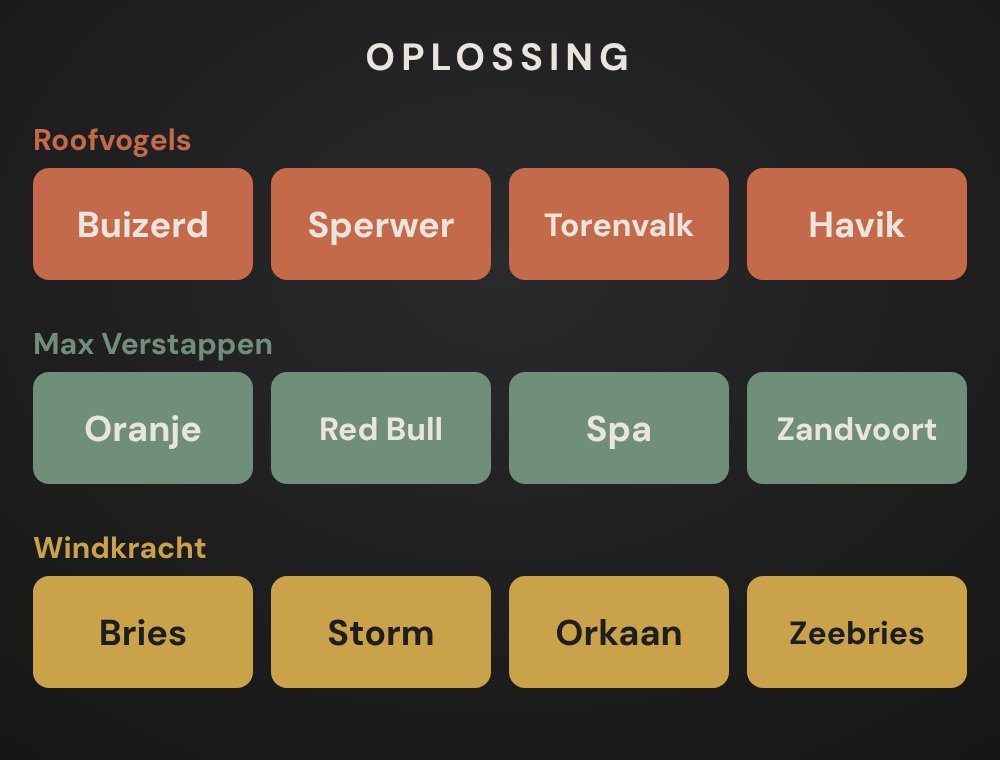 OPLOSSING
Roofvogels
Buizerd Sperwer Torenvalk Havik
Max Verstappen
Oranje Red Bull Spa Zandvoort
Windkracht
Bries Storm Orkaan Zeebries